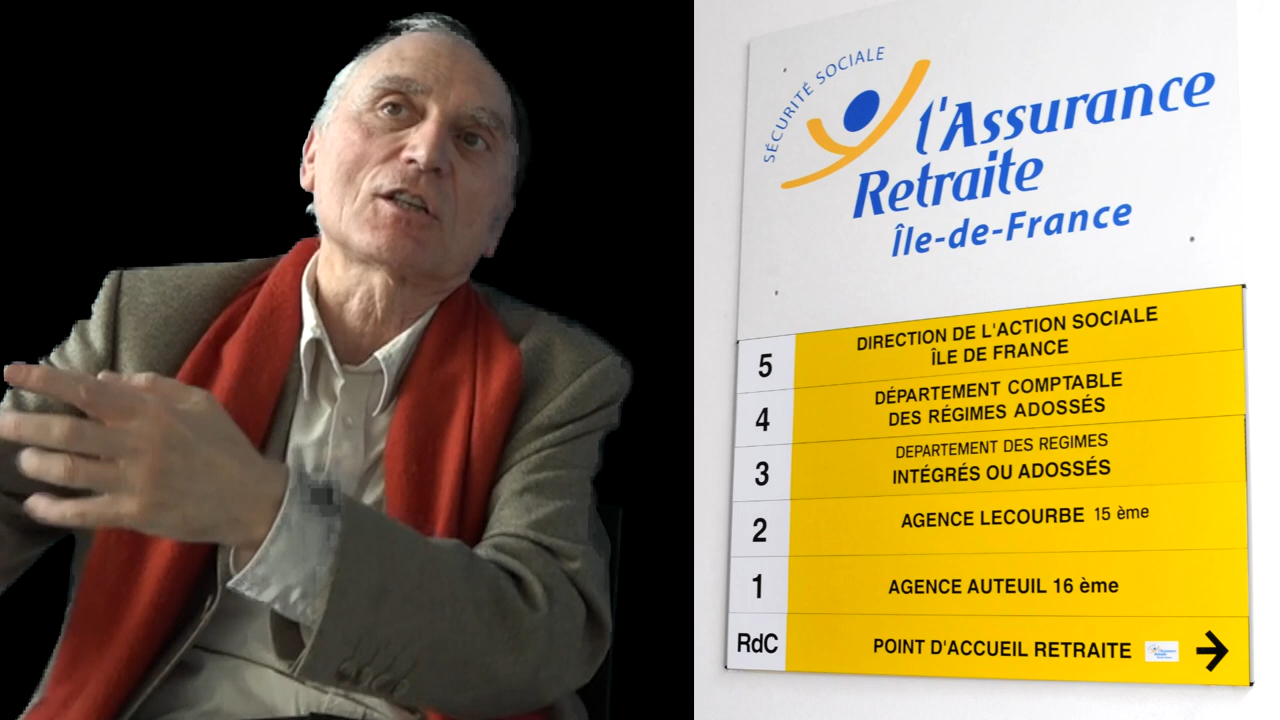 SÉCURITÉ SOCIALE
l'Assurance
Retraite
Île-de-France
5
DIRECTION DE L'ACTION SOCIALE
ÎLE DE FRANCE
4
DÉPARTEMENT COMPTABLE
DES RÉGIMES ADOSSÉS
3
DEPARTEMENT DES REGIMES
INTÉGRÉS OU ADOSSÉS
2
AGENCE LECOURBE 15 ème
1
AGENCE AUTEUIL 16 ème
RdC
POINT D'ACCUEIL RETRAITE